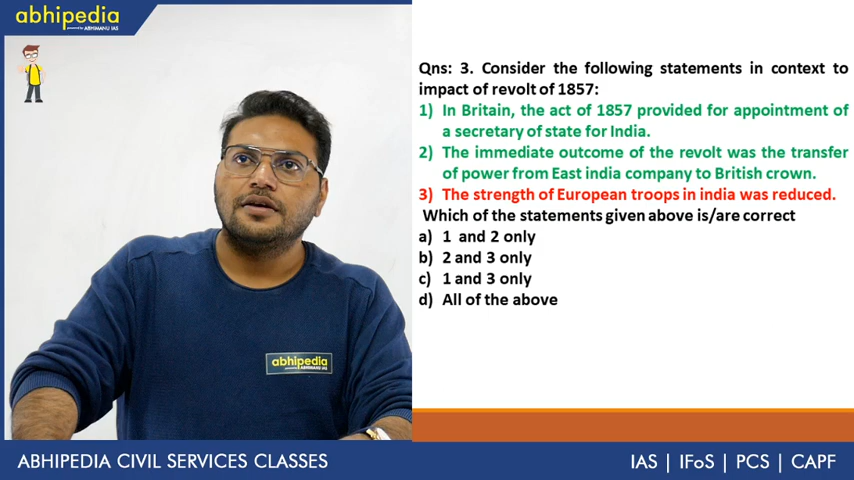 abhipedia
powered by ABHIMANU IAS
Qns: 3. Consider the following statements in context to
impact of revolt of 1857:
1) In Britain, the act of 1857 provided for appointment of
a secretary of state for India.
2) The immediate outcome of the revolt was the transfer
of power from East india company to British crown.
3) The strength of European troops in india was reduced.
Which of the statements given above is/are correct
a) 1 and 2 only
b) 2 and 3 only
c) 1 and 3 only
d) All of the above
abhipedia
powered by ABHIMANU IAS
ABHIPEDIA CIVIL SERVICES CLASSES
IAS | IFoS | PCS | CAPF